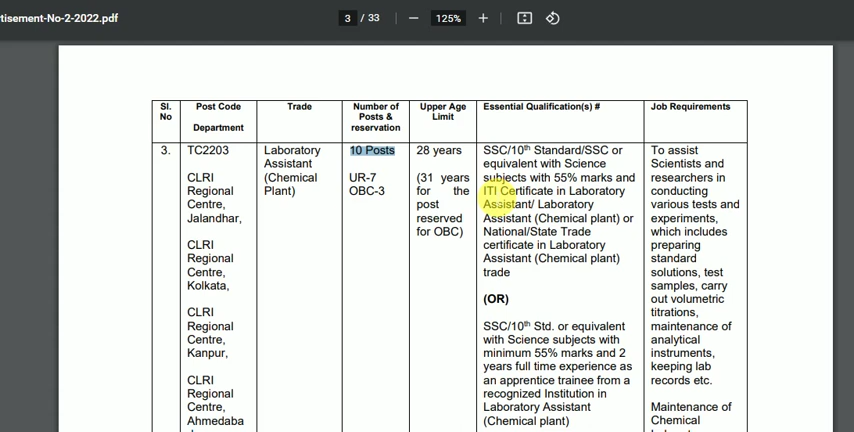 tisement-No-2-2022.pdf
3 / 33
125%
Sl. No
Post Code
Department
Trade
Number of Posts & reservation
Upper Age Limit
Essential Qualification(s) #
Job Requirements
3.
TC2203
CLRI
Regional
Centre,
Jalandhar,
CLRI
Regional
Centre,
Kolkata,
CLRI
Regional
Centre,
Kanpur,
CLRI
Regional
Centre,
Ahmedaba
Laboratory
Assistant
(Chemical
Plant)
10 Posts
UR-7
OBC-3
28 years
(31 years
for the
post
reserved
for OBC)
SSC/10th Standard/SSC or
equivalent with Science
subjects with 55% marks and
ITI Certificate in Laboratory
Assistant/ Laboratory
Assistant (Chemical plant) or
National/State Trade
certificate in Laboratory
Assistant (Chemical plant)
trade
(OR)
SSC/10th Std. or equivalent
with Science subjects with
minimum 55% marks and 2
years full time experience as
an apprentice trainee from a
recognized Institution in
Laboratory Assistant
(Chemical plant)
To assist
Scientists and
researchers in
conducting
various tests and
experiments,
which includes
preparing
standard
solutions, test
samples, carry
out volumetric
titrations,
maintenance of
analytical
instruments,
keeping lab
records etc.
Maintenance of
Chemical